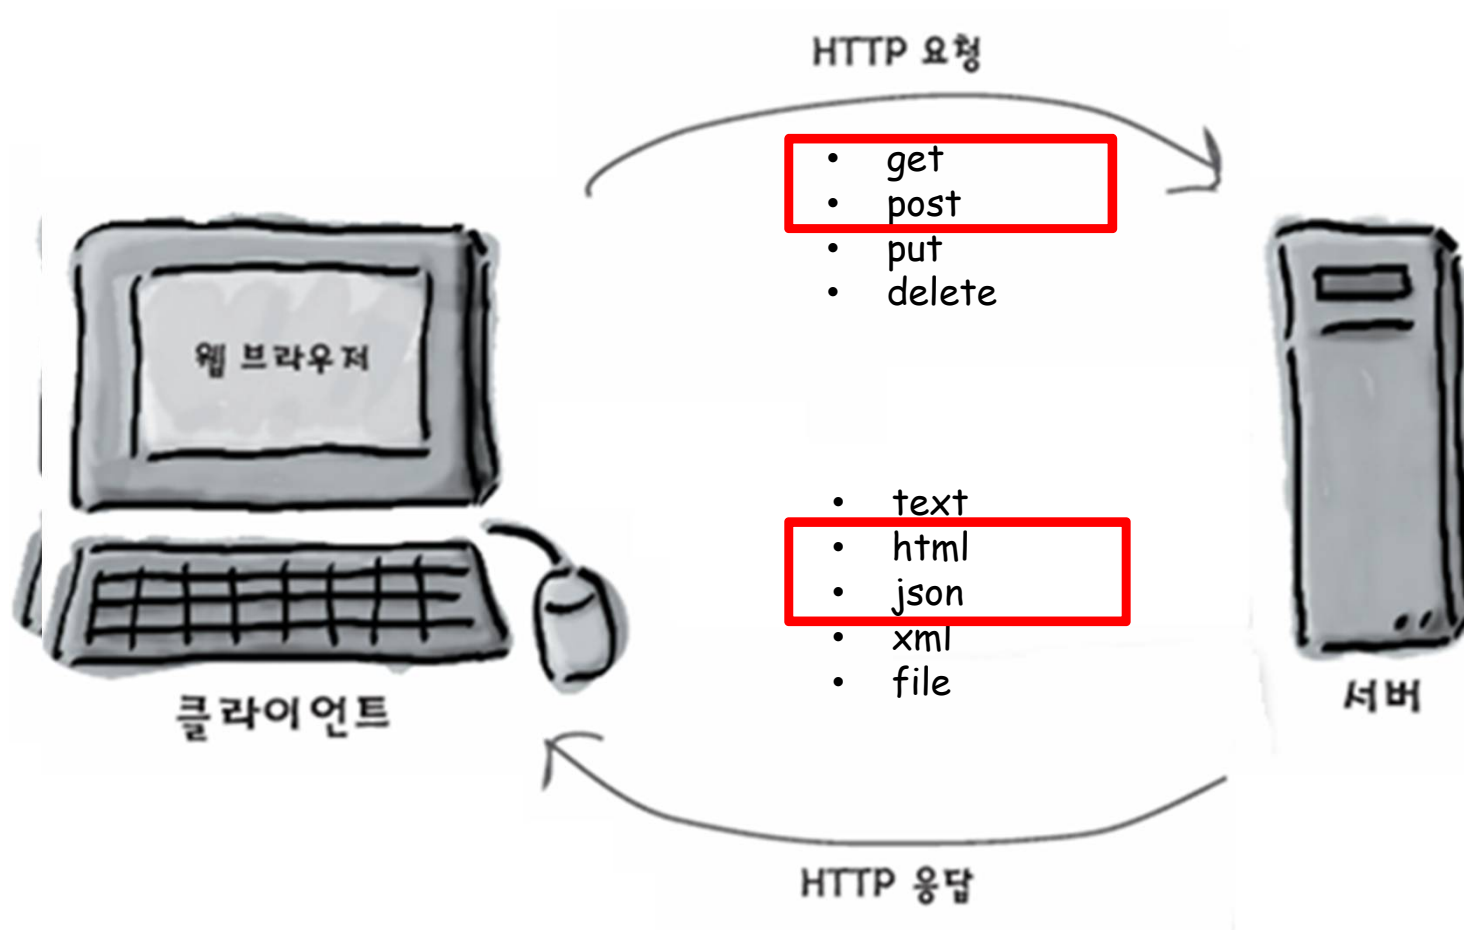 HTTP 요청
• get
• post
• put
• delete
웹 브라우저
• text
• html
• json
• xml
• file
클라이언트
서버
HTTP 응답